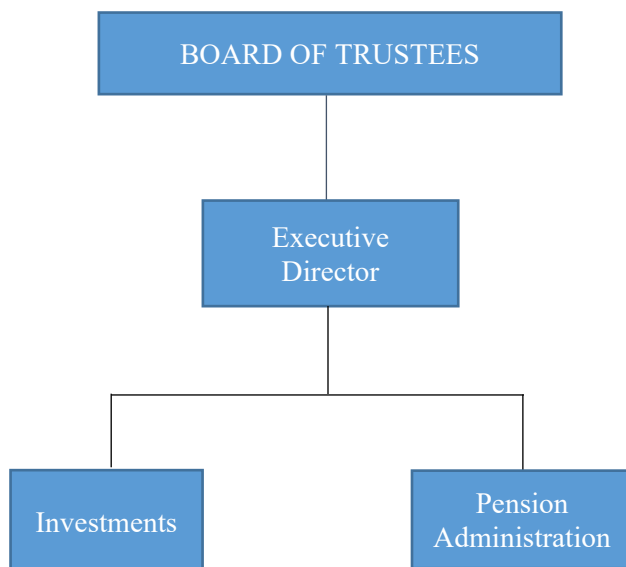 BOARD OF TRUSTEES
Executive
Director
Investments
Pension
Administration